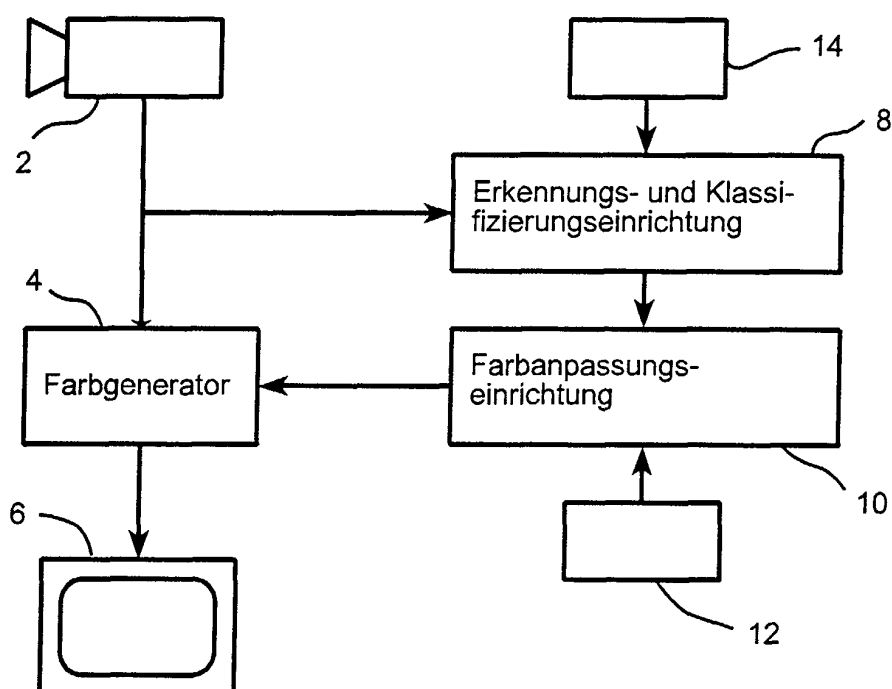 14
2
8
Erkennungs- und Klassi-
fizierungseinrichtung
4
Farbgenerator
Farbanpassungs-
einrichtung
10
6
12